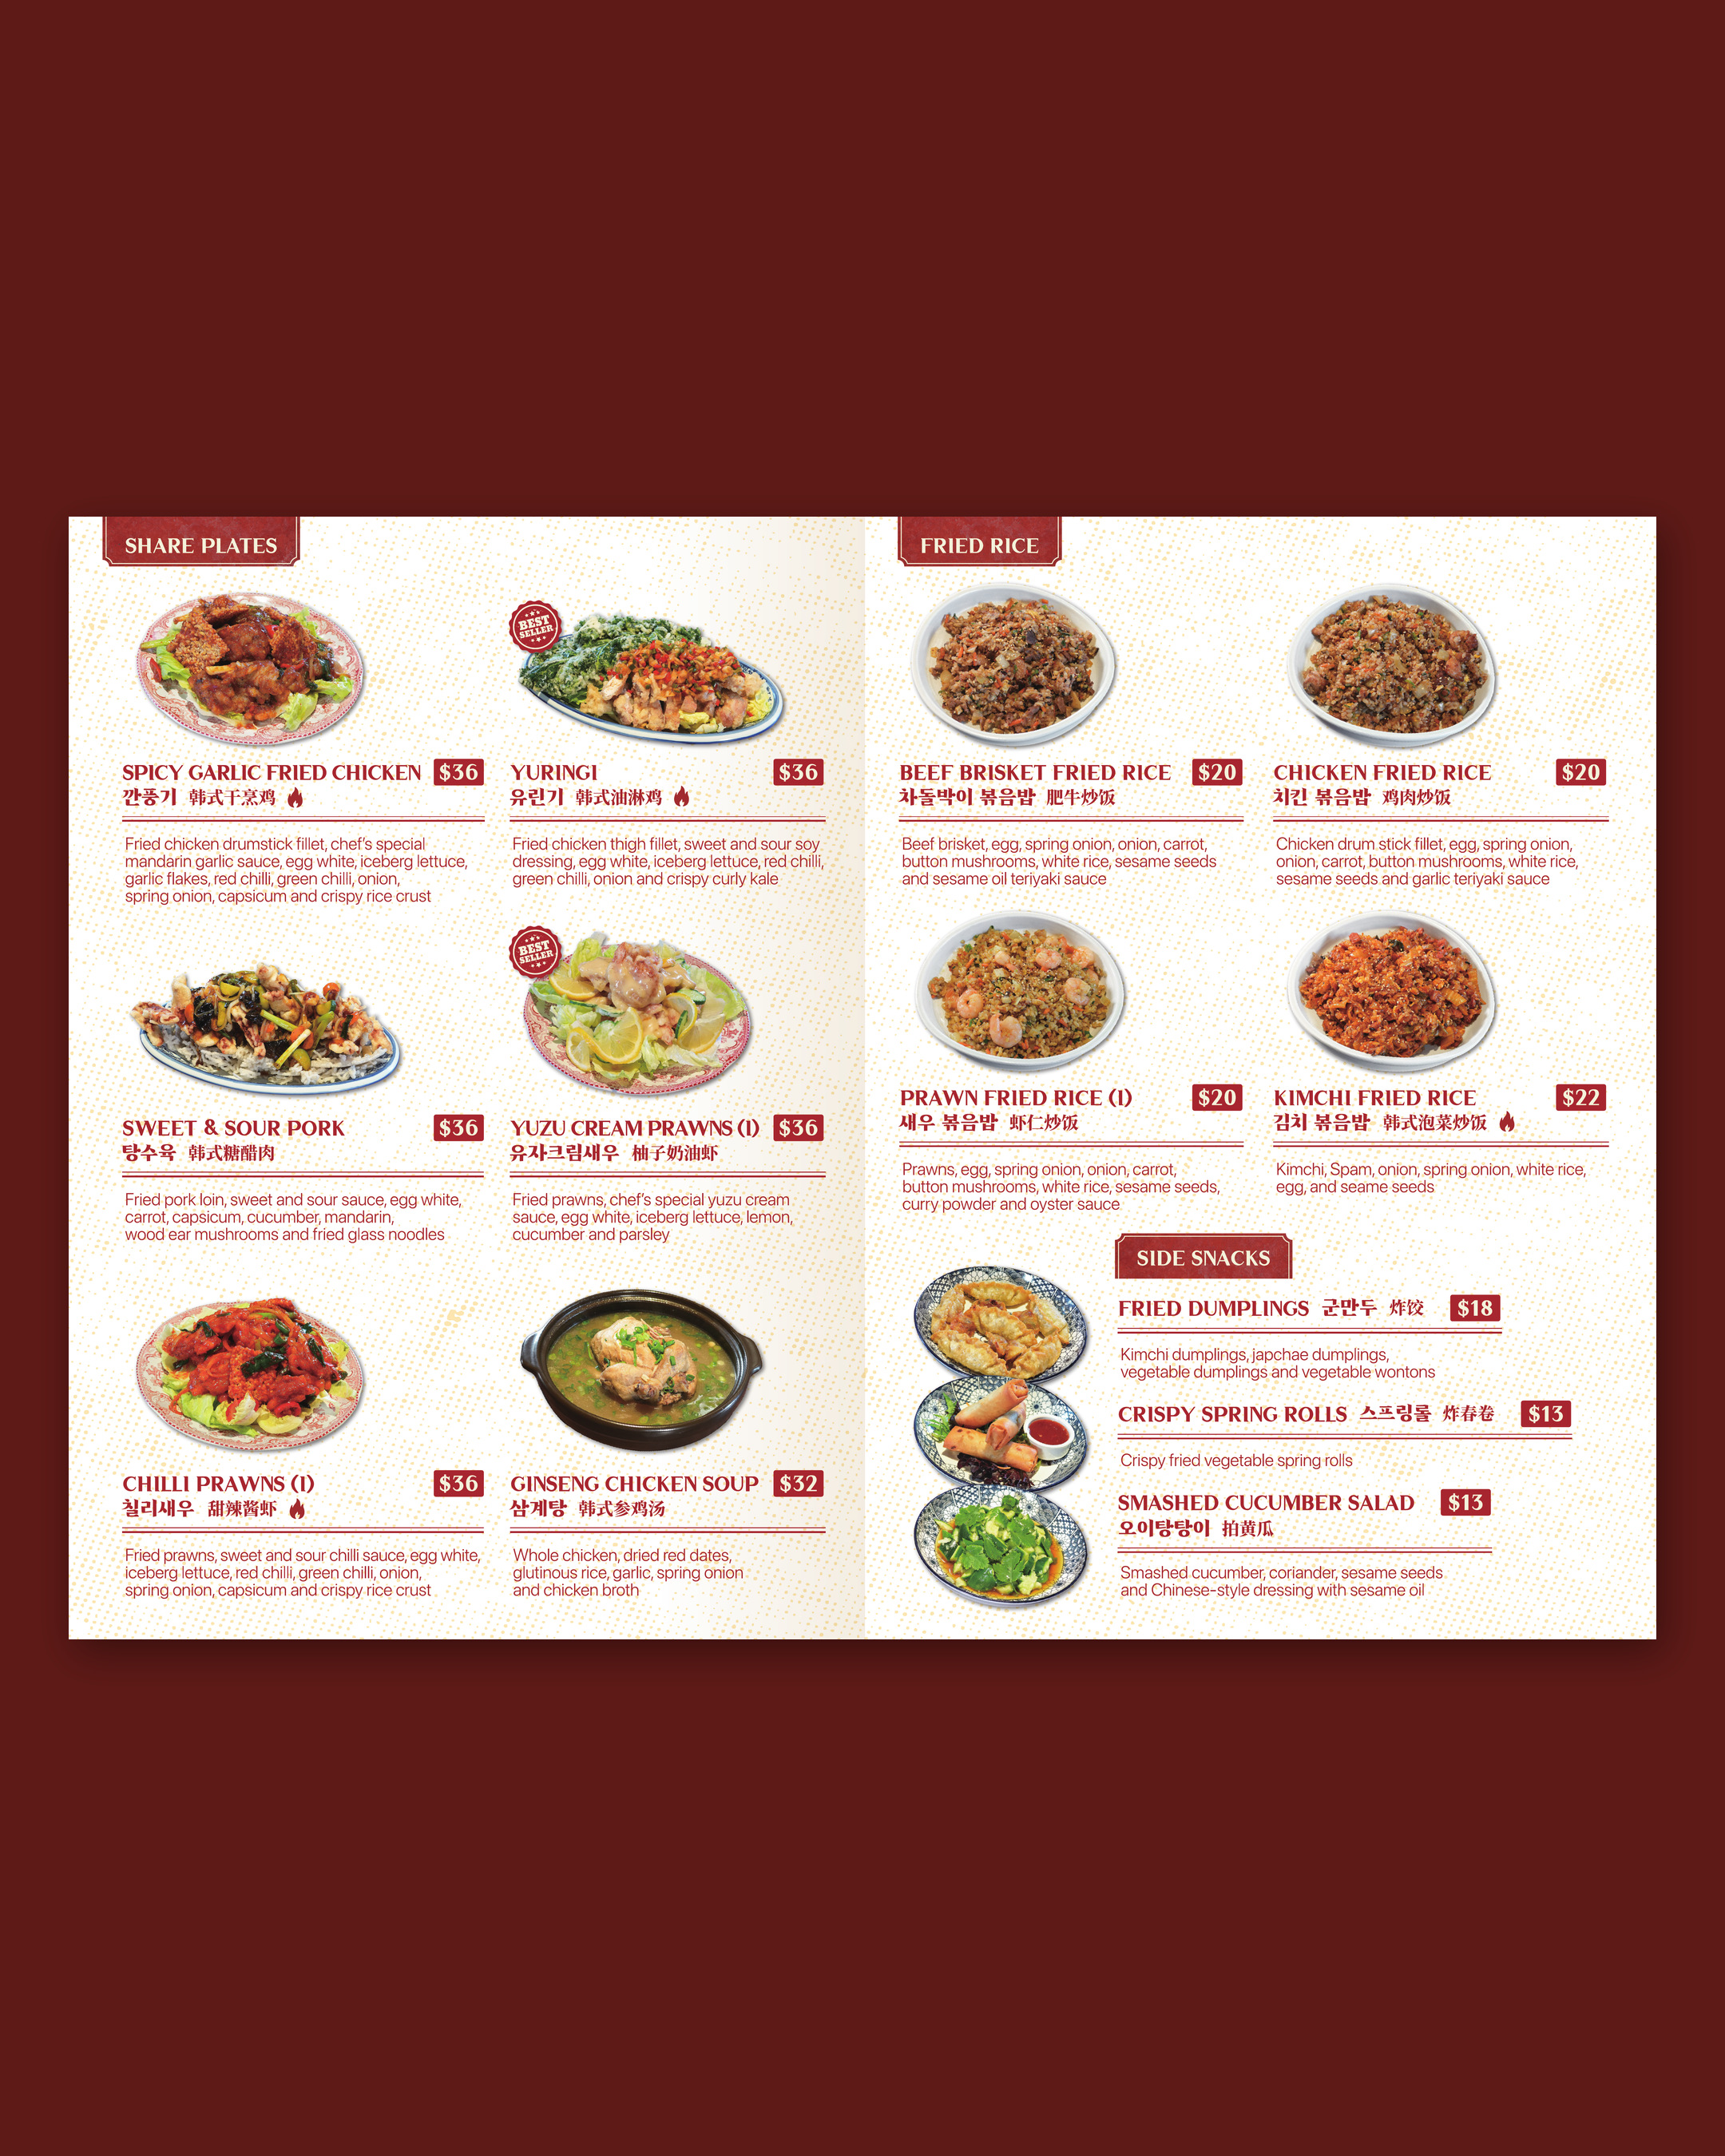 SHARE PLATES
BEST
SELLER
SPICY GARLIC FRIED CHICKEN $36
깐풍기 韩式干烹鸡
Fried chicken drumstick fillet, chef's special
mandarin garlic sauce, egg white, iceberg lettuce,
garlic flakes, red chilli, green chilli, onion,
spring onion, capsicum and crispy rice crust
YURINGI $36
유린기 韩式油淋鸡
Fried chicken thigh fillet, sweet and sour soy
dressing, egg white, iceberg lettuce, red chilli,
green chilli, onion and crispy curly kale
BEST
SELLER
SWEET & SOUR PORK $36
탕수육 韩式糖醋肉
Fried pork loin, sweet and sour sauce, egg white,
carrot, capsicum, cucumber, mandarin,
wood ear mushrooms and fried glass noodles
YUZU CREAM PRAWNS (I) $36
유자크림새우 柚子奶油虾
Fried prawns, chef's special yuzu cream
sauce, egg white, iceberg lettuce, lemon,
cucumber and parsley
CHILLI PRAWNS (I) $36
칠리새우 甜辣酱虾
Fried prawns, sweet and sour chilli sauce, egg white,
iceberg lettuce, red chilli, green chilli, onion,
spring onion, capsicum and crispy rice crust
GINSENG CHICKEN SOUP $32
삼계탕 韩式参鸡汤
Whole chicken, dried red dates,
glutinous rice, garlic, spring onion
and chicken broth
FRIED RICE
BEEF BRISKET FRIED RICE $20
차돌박이 볶음밥 肥牛炒饭
Beef brisket, egg, spring onion, onion, carrot,
button mushrooms, white rice, sesame seeds
and sesame oil teriyaki sauce
CHICKEN FRIED RICE $20
치킨 볶음밥 鸡肉炒饭
Chicken drum stick fillet, egg, spring onion,
onion, carrot, button mushrooms, white rice,
sesame seeds and garlic teriyaki sauce
PRAWN FRIED RICE (I) $20
새우 볶음밥 虾仁炒饭
Prawns, egg, spring onion, onion, carrot,
button mushrooms, white rice, sesame seeds,
curry powder and oyster sauce
KIMCHI FRIED RICE $22
김치 볶음밥 韩式泡菜炒饭
Kimchi, Spam, onion, spring onion, white rice,
egg, and seame seeds
SIDE SNACKS
FRIED DUMPLINGS 군만두 炸饺 $18
Kimchi dumplings, japchae dumplings,
vegetable dumplings and vegetable wontons
CRISPY SPRING ROLLS 스프링롤 炸春卷 $13
Crispy fried vegetable spring rolls
SMASHED CUCUMBER SALAD $13
오이탕탕이 拍黄瓜
Smashed cucumber, coriander, sesame seeds
and Chinese-style dressing with sesame oil